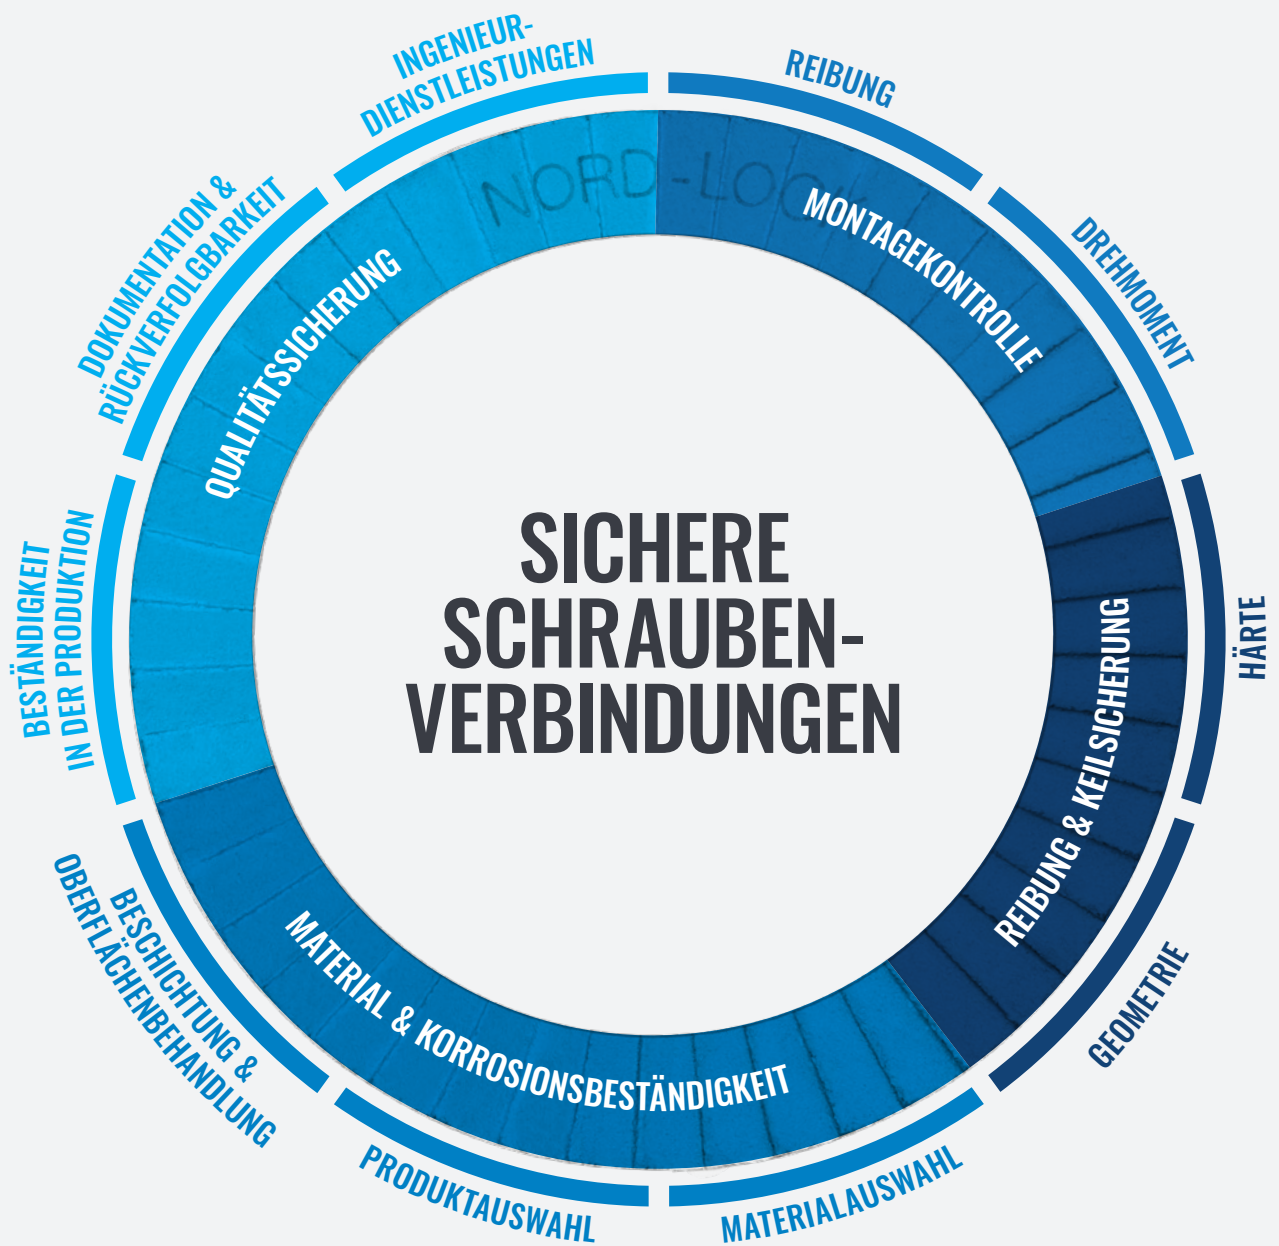 SICHERE
SCHRAUBEN-
VERBINDUNGEN
NORD-LOCK
MONTAGEKONTROLLE
REIBUNG
DREHMOMENT
REIBUNG & KEILSICHERUNG
HÄRTE
GEOMETRIE
MATERIAL & KORROSIONSBESTÄNDIGKEIT
MATERIALAUSWAHL
PRODUKTAUSWAHL
BESCHICHTUNG &
OBERFLÄCHENBEHANDLUNG
QUALITÄTSSICHERUNG
BESTÄNDIGKEIT
IN DER PRODUKTION
DOKUMENTATION &
RÜCKVERFOLGBARKEIT
INGENIEUR-
DIENSTLEISTUNGEN